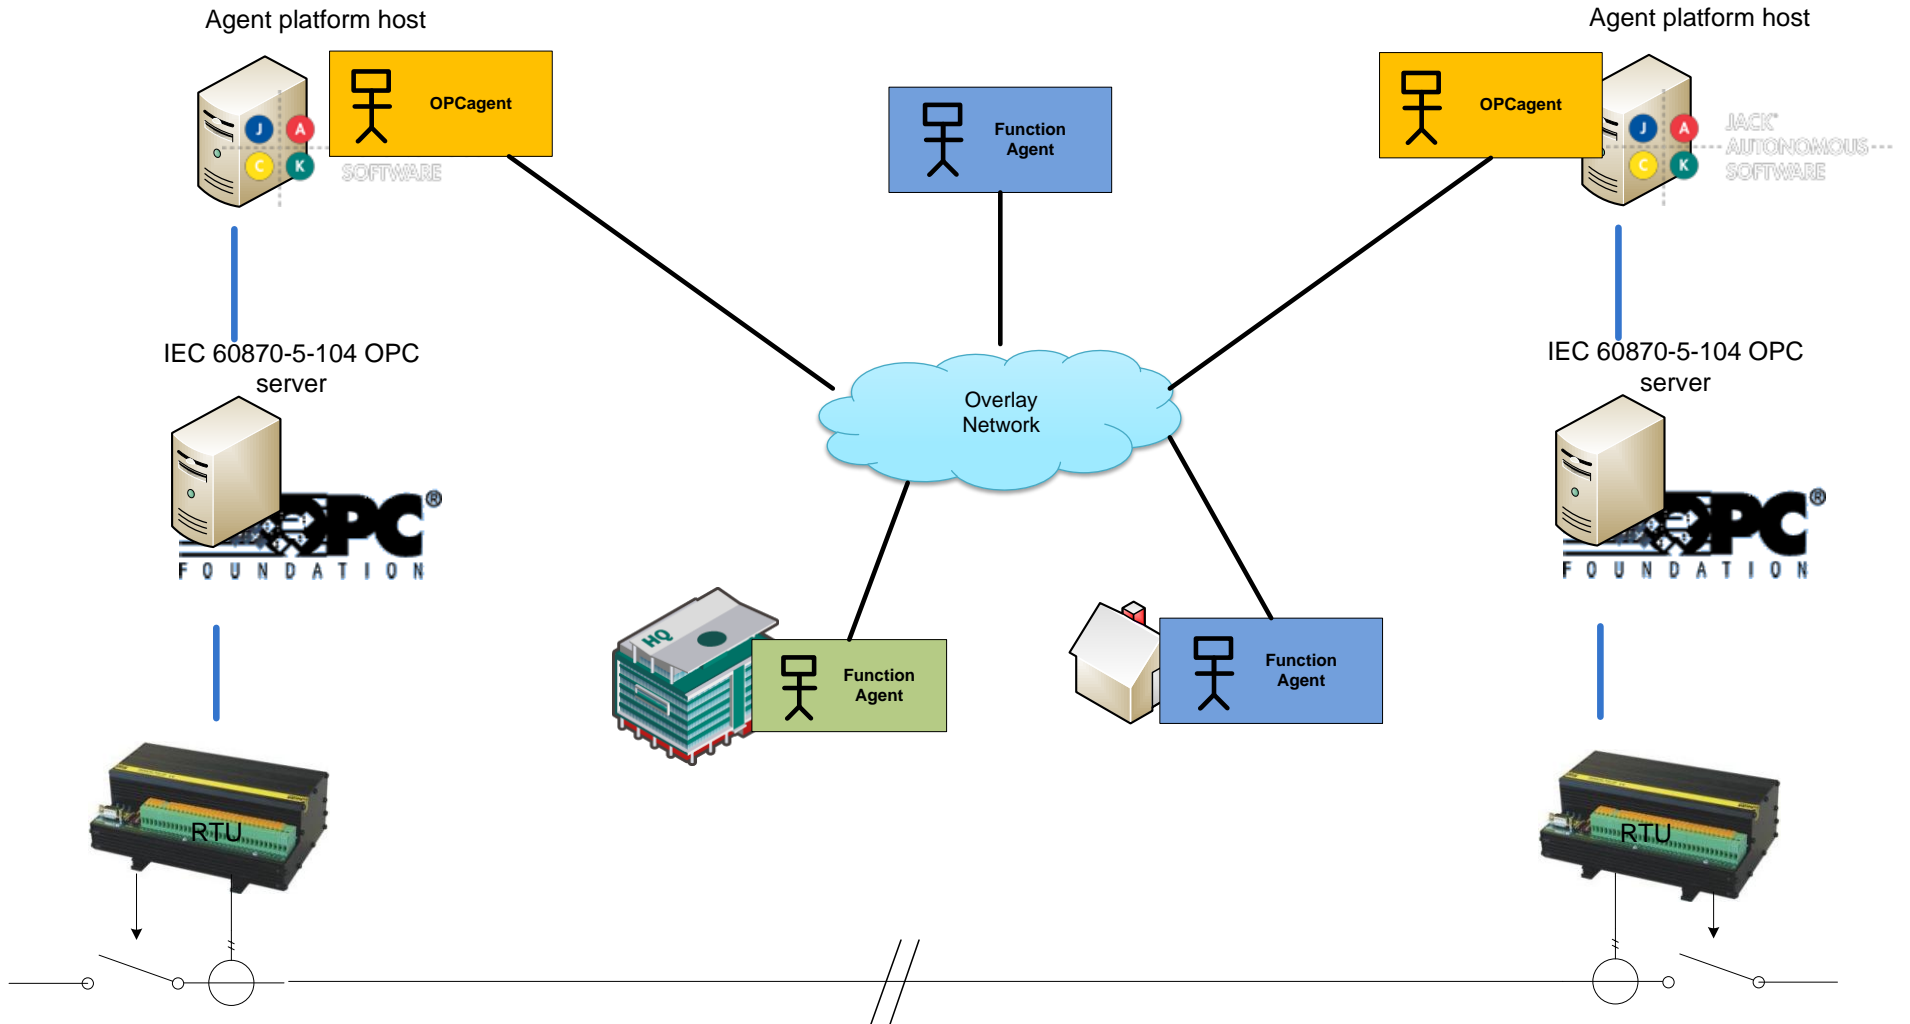 Agent platform host
Agent platform host
OPCagent
J A
C K
SOFTWARE
Function
Agent
OPCagent
J A
C K
JACK
AUTONOMOUS
SOFTWARE
IEC 60870-5-104 OPC
server
IEC 60870-5-104 OPC
server
Overlay
Network
OPC®
FOUNDATION
OPC®
FOUNDATION
HQ
Function
Agent
Function
Agent
RTU
RTU